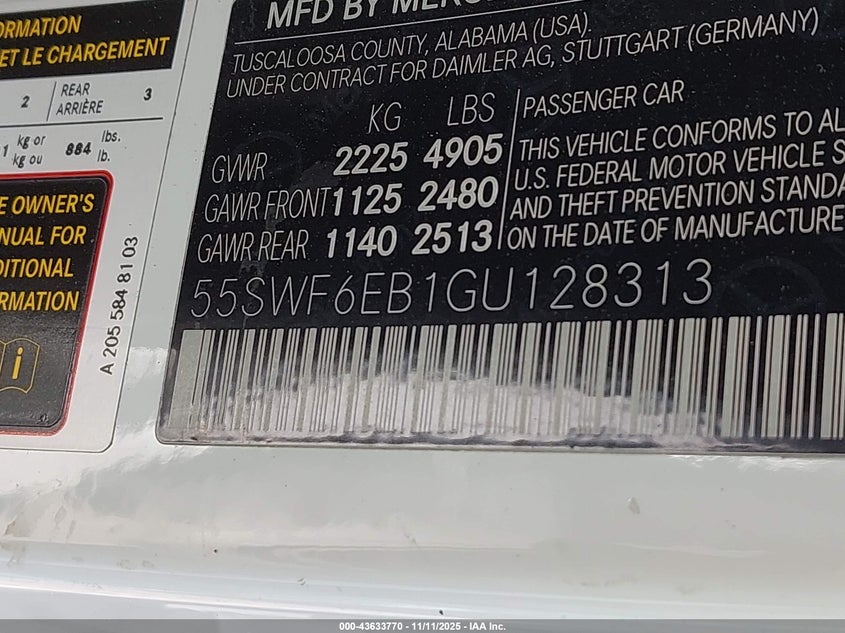 ORMATION
ET LE CHARGEMENT
2 REAR ARRIÈRE 3
1 kg or kg ou 884 lbs. lb.
E OWNER'S
NUAL FOR
DITIONAL
RMATION
i
A 205 584 81 03
MFD BY MERC
TUSCALOOSA COUNTY, ALABAMA (USA)
UNDER CONTRACT FOR DAIMLER AG, STUTTGART (GERMANY)
KG LBS
GVWR 2225 4905
GAWR FRONT 1125 2480
GAWR REAR 1140 2513
PASSENGER CAR
THIS VEHICLE CONFORMS TO AL
U.S. FEDERAL MOTOR VEHICLE S
AND THEFT PREVENTION STANDA
ON THE DATE OF MANUFACTURE
55SWF6EB1GU128313
000-43633770 - 11/11/2025 - IAA Inc.